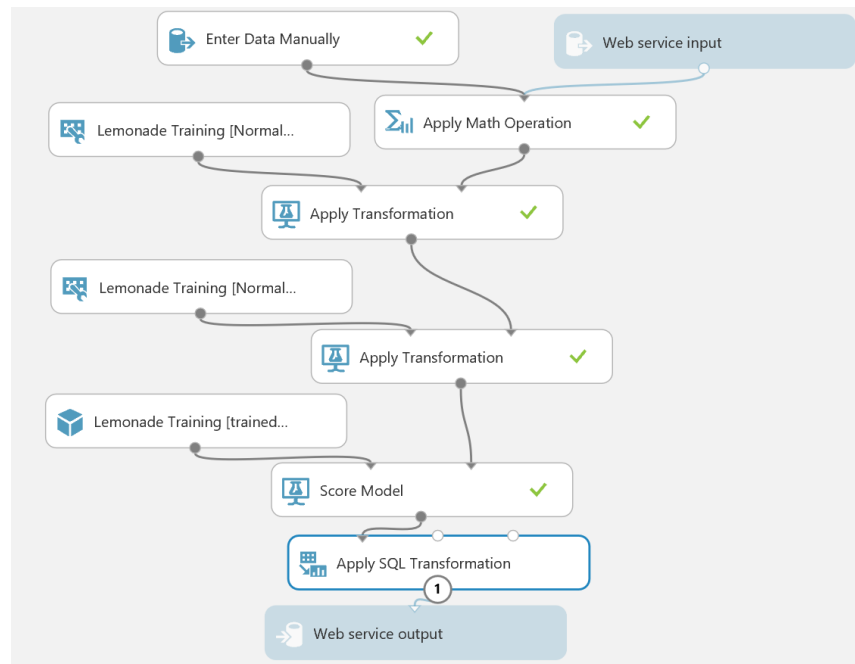 Enter Data Manually
Web service input
Apply Math Operation
Lemonade Training [Normal...
Apply Transformation
Lemonade Training [Normal...
Apply Transformation
Lemonade Training [trained...
Score Model
Apply SQL Transformation
1
Web service output